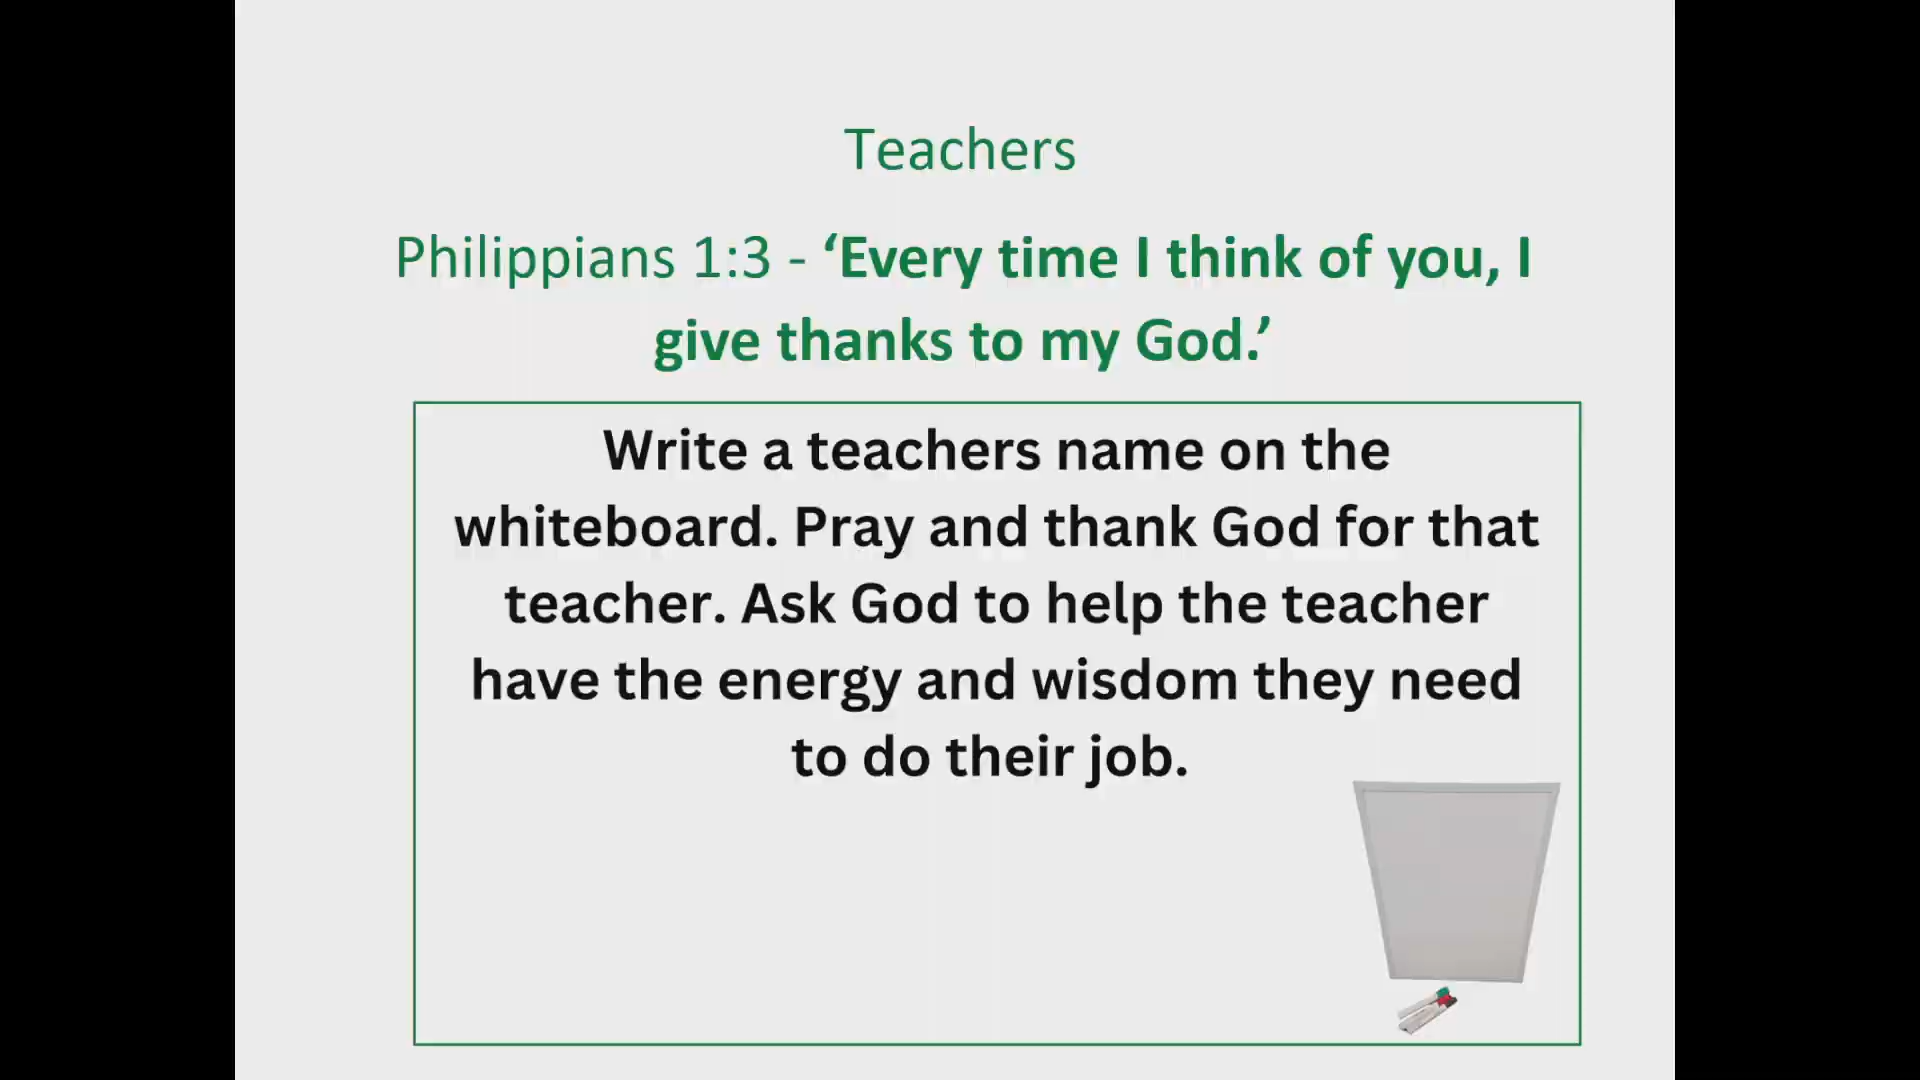 Teachers
Philippians 1:3 - ‘Every time I think of you, I
give thanks to my God.’
Write a teachers name on the
whiteboard. Pray and thank God for that
teacher. Ask God to help the teacher
have the energy and wisdom they need
to do their job.